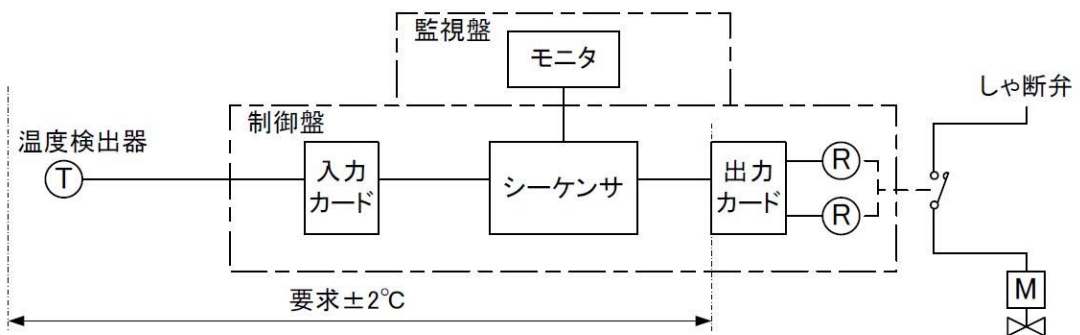 監視盤
モニタ
しゃ断弁
制御盤
温度検出器
T
入力
カード
シーケンサ
出力
カード
R
R
要求±2℃
M